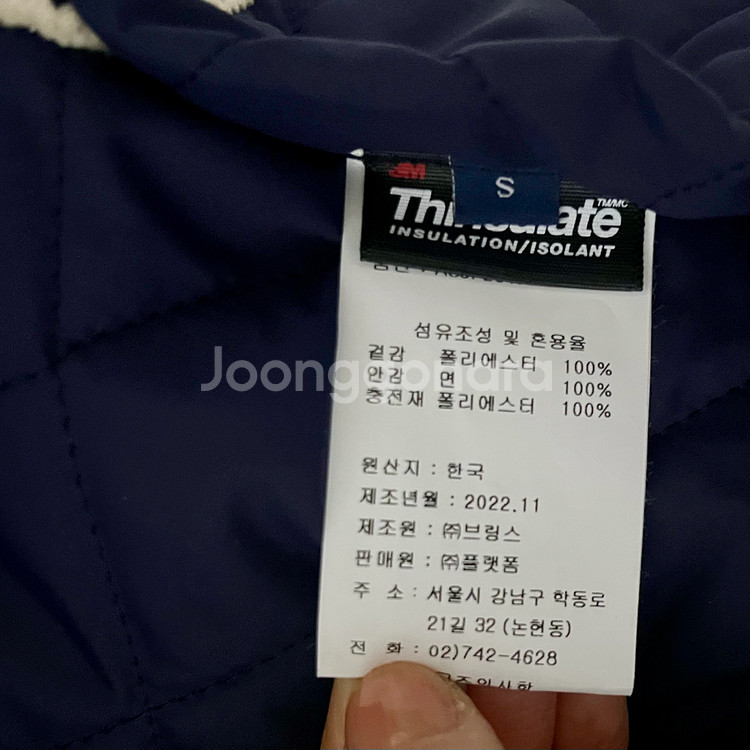 3M
S
Thinsulate TM/MC
INSULATION/ISOLANT
섬유조성 및 혼용율
겉감 폴리에스터 100%
안감 면 100%
충전재 폴리에스터 100%
Joonggonara
원산지 : 한국
제조년월 : 2022.11
제조원 : ㈜브링스
판매원 : ㈜플랫폼
주 소 : 서울시 강남구 학동로
21길 32 (논현동)
전 화 : 02)742-4628